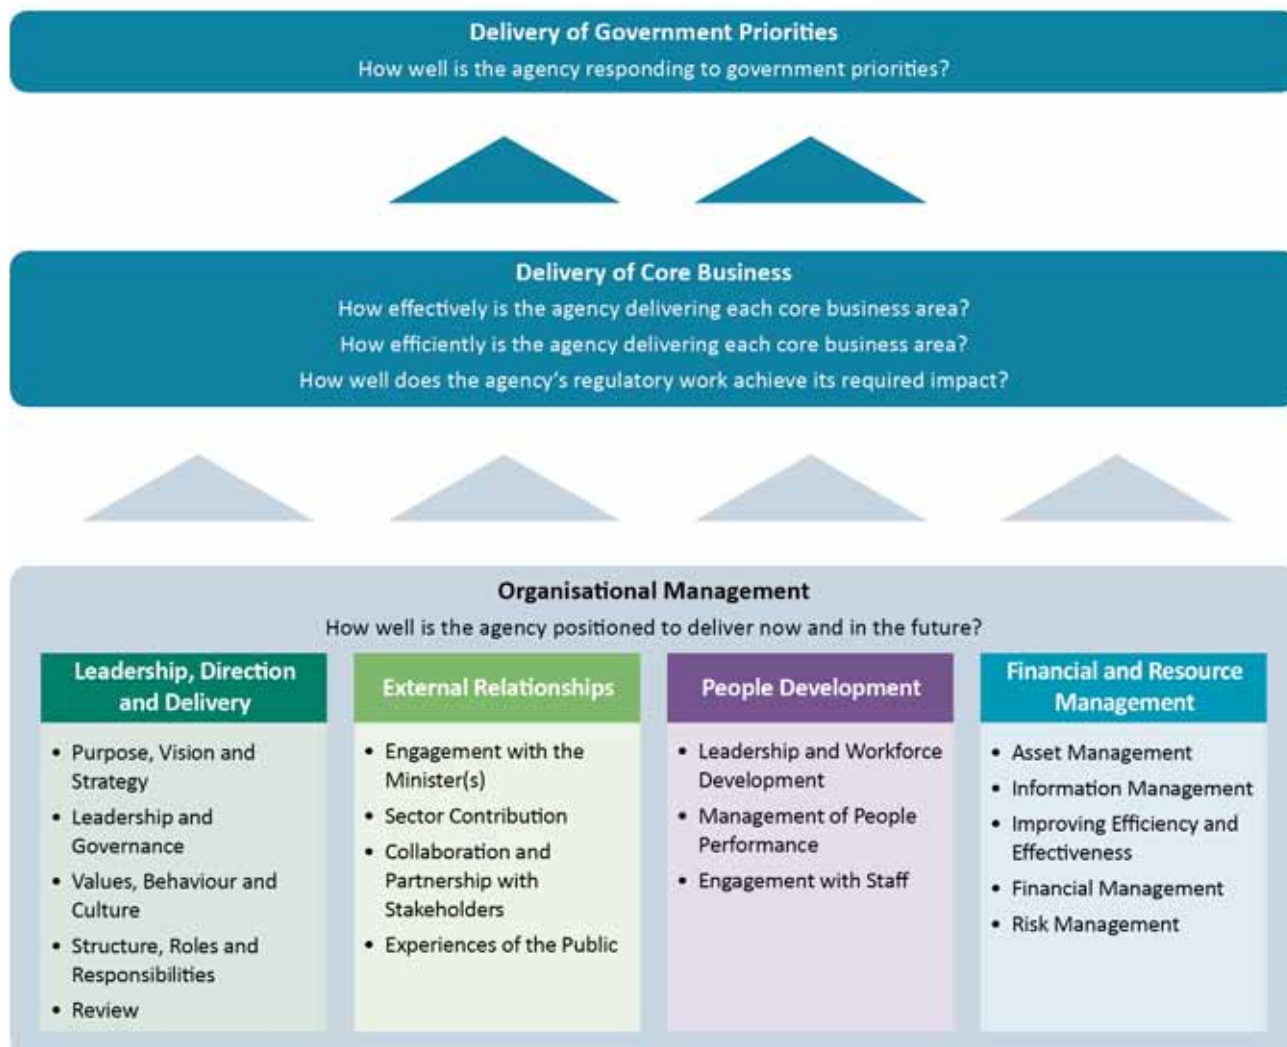 Delivery of Government Priorities
How well is the agency responding to government priorities?
Delivery of Core Business
How effectively is the agency delivering each core business area?
How efficiently is the agency delivering each core business area?
How well does the agency's regulatory work achieve its required impact?
Organisational Management
How well is the agency positioned to deliver now and in the future?
Leadership, Direction
and Delivery
• Purpose, Vision and
Strategy
• Leadership and
Governance
• Values, Behaviour and
Culture
• Structure, Roles and
Responsibilities
• Review
External Relationships
• Engagement with the
Minister(s)
• Sector Contribution
• Collaboration and
Partnership with
Stakeholders
• Experiences of the Public
People Development
• Leadership and Workforce
Development
• Management of People
Performance
• Engagement with Staff
Financial and Resource
Management
• Asset Management
• Information Management
• Improving Efficiency and
Effectiveness
• Financial Management
• Risk Management